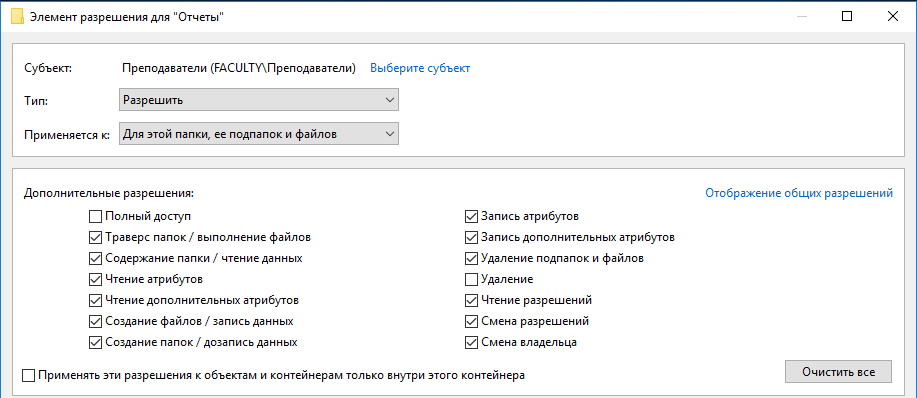 Элемент разрешения для "Отчеты"
Субъект: Преподаватели (FACULTY\Преподаватели) Выберите субъект
Тип: Разрешить
Применяется к: Для этой папки, ее подпапок и файлов
Дополнительные разрешения: Отображение общих разрешений
Полный доступ
Траверс папок / выполнение файлов
Содержание папки / чтение данных
Чтение атрибутов
Чтение дополнительных атрибутов
Создание файлов / запись данных
Создание папок / дозапись данных
Запись атрибутов
Запись дополнительных атрибутов
Удаление подпапок и файлов
Удаление
Чтение разрешений
Смена разрешений
Смена владельца
Применять эти разрешения к объектам и контейнерам только внутри этого контейнера
Очистить все